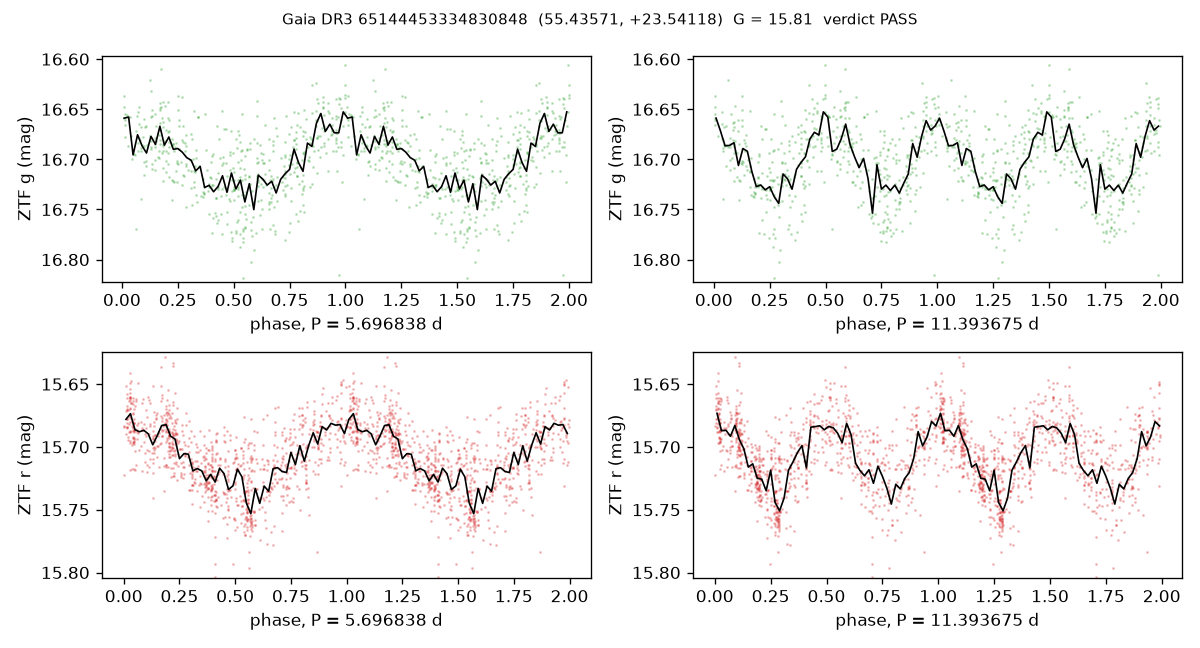 Gaia DR3 65144453334830848 (55.43571, +23.54118) G = 15.81 verdict PASS
16.60
16.65
16.70
16.75
16.80
ZTF g (mag)
0.00 0.25 0.50 0.75 1.00 1.25 1.50 1.75 2.00
phase, P = 5.696838 d
16.60
16.65
16.70
16.75
16.80
ZTF g (mag)
0.00 0.25 0.50 0.75 1.00 1.25 1.50 1.75 2.00
phase, P = 11.393675 d
15.65
15.70
15.75
15.80
ZTF r (mag)
0.00 0.25 0.50 0.75 1.00 1.25 1.50 1.75 2.00
phase, P = 5.696838 d
15.65
15.70
15.75
15.80
ZTF r (mag)
0.00 0.25 0.50 0.75 1.00 1.25 1.50 1.75 2.00
phase, P = 11.393675 d